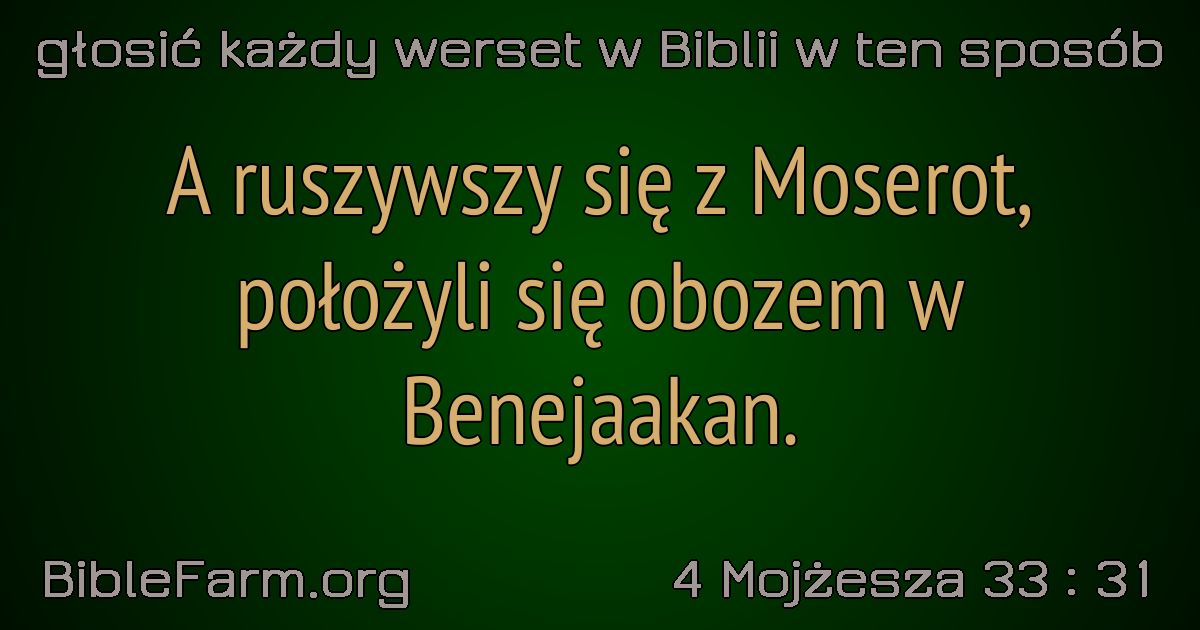 głosić każdy werset w Biblii w ten sposób
A ruszywszy się z Moserot,
położyli się obozem w
Benejaakan.
BibleFarm.org
4 Mojżesza 33 : 31